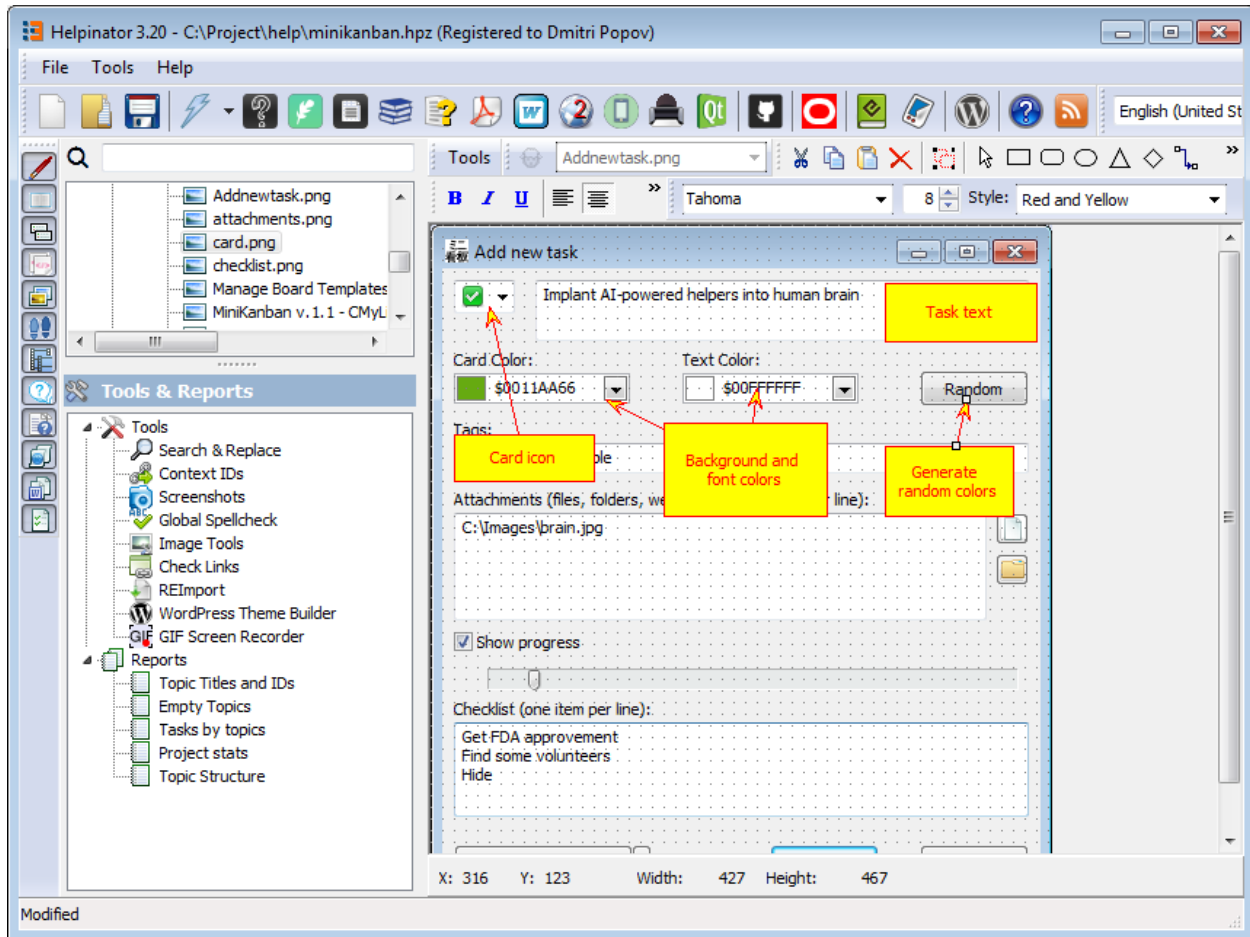 Helpinator 3.20 - C:\Project\help\minikanban.hpz (Registered to Dmitri Popov)
File Tools Help
English (United St
Tools Addnewtask.png
B I U Tahoma 8 Style: Red and Yellow
Addnewtask.png
attachments.png
card.png
checklist.png
Manage Board Templates
MiniKanban v.1.1 - CMyLi
Tools & Reports
Tools
Search & Replace
Context IDs
Screenshots
Global Spellcheck
Image Tools
Check Links
REImport
WordPress Theme Builder
GIF Screen Recorder
Reports
Topic Titles and IDs
Empty Topics
Tasks by topics
Project stats
Topic Structure
Add new task
Implant AI-powered helpers into human brain
Task text
Card Color: Text Color:
$0011AA66 $00FFFFFF Random
Tags:
Card icon
Background and
font colors
Generate
random colors
Attachments (files, folders, we
r line):
C:\Images\brain.jpg
Show progress
Checklist (one item per line):
Get FDA approvement
Find some volunteers
Hide
X: 316 Y: 123 Width: 427 Height: 467
Modified